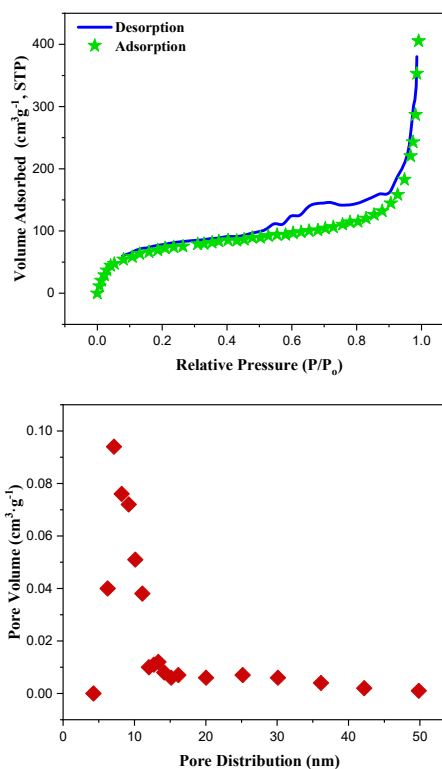 Desorption
Adsorption
400
300
200
100
0
Volume Adsorbed (cm³g⁻¹, STP)
0.0 0.2 0.4 0.6 0.8 1.0
Relative Pressure (P/Pₒ)
0.10
0.08
0.06
0.04
0.02
0.00
Pore Volume (cm³·g⁻¹)
0 10 20 30 40 50
Pore Distribution (nm)